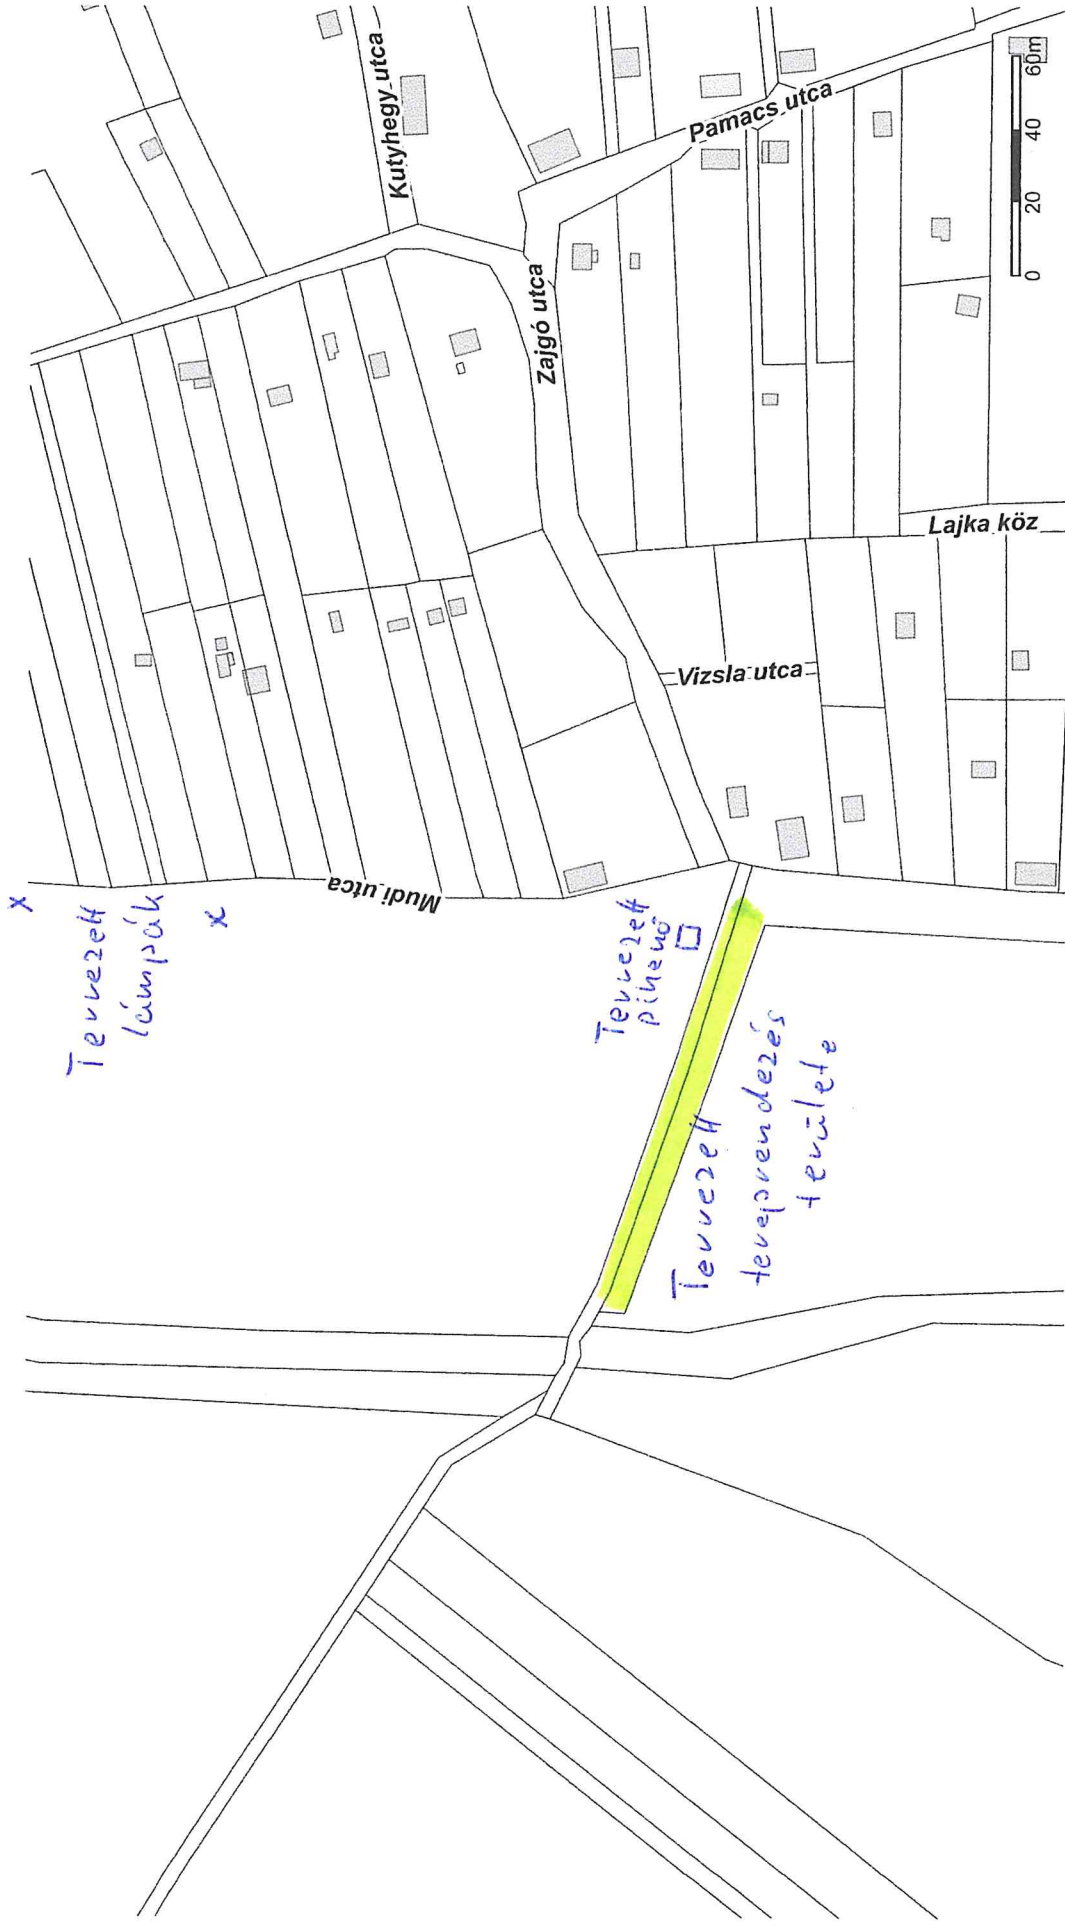 Kutyhegy utca
Pamacs utca
Zajgó utca
Lajka köz
Vizsla utca
Mudi utca
0 20 40 60m
x
Tervezett
lámpák
x
Tervezett
pihenő
Tervezett
tereprendezés
területe